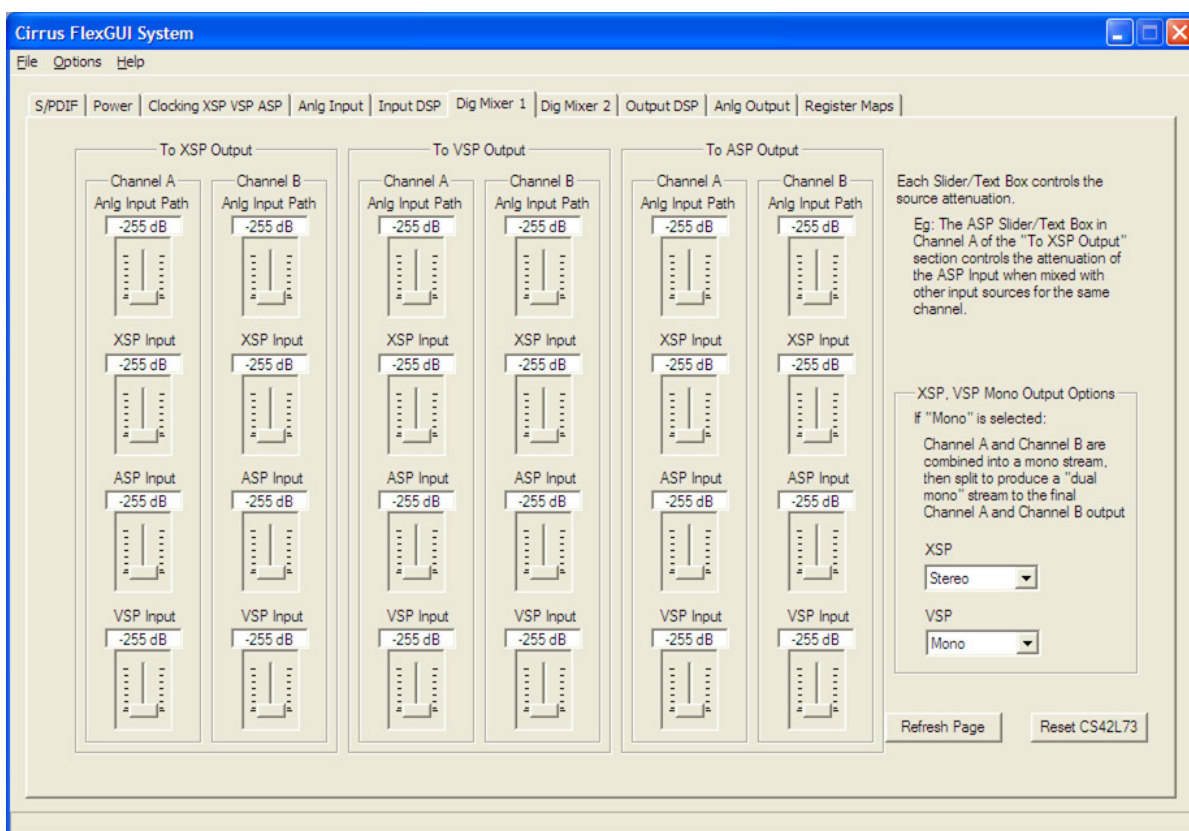 Cirrus FlexGUI System
File Options Help
S/PDIF Power Clocking XSP VSP ASP Anlg Input Input DSP Dig Mixer 1 Dig Mixer 2 Output DSP Anlg Output Register Maps
To XSP Output To VSP Output To ASP Output
Channel A Channel B Channel A Channel B Channel A Channel B
Anlg Input Path Anlg Input Path Anlg Input Path Anlg Input Path Anlg Input Path Anlg Input Path
-255 dB -255 dB -255 dB -255 dB -255 dB -255 dB
XSP Input XSP Input XSP Input XSP Input XSP Input XSP Input
-255 dB -255 dB -255 dB -255 dB -255 dB -255 dB
ASP Input ASP Input ASP Input ASP Input ASP Input ASP Input
-255 dB -255 dB -255 dB -255 dB -255 dB -255 dB
VSP Input VSP Input VSP Input VSP Input VSP Input VSP Input
-255 dB -255 dB -255 dB -255 dB -255 dB -255 dB
Each Slider/Text Box controls the
source attenuation.
Eg: The ASP Slider/Text Box in
Channel A of the "To XSP Output"
section controls the attenuation of
the ASP Input when mixed with
other input sources for the same
channel.
XSP, VSP Mono Output Options
If "Mono" is selected:
Channel A and Channel B are
combined into a mono stream,
then split to produce a "dual
mono" stream to the final
Channel A and Channel B output
XSP
Stereo
VSP
Mono
Refresh Page Reset CS42L73